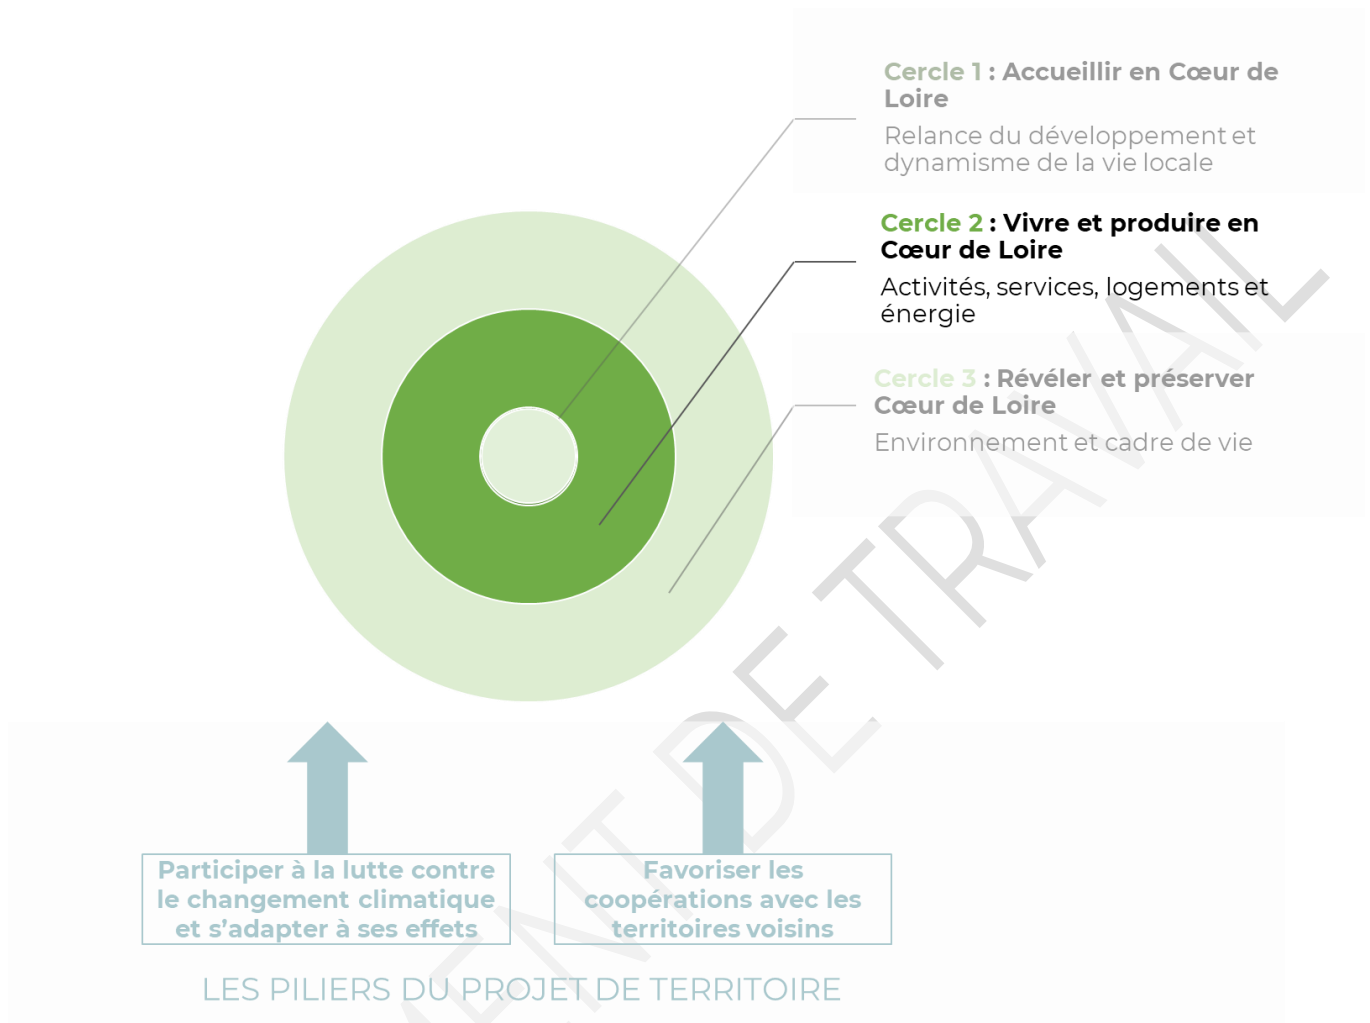 Cercle 1 : Accueillir en Cœur de
Loire
Relance du développement et
dynamisme de la vie locale
Cercle 2 : Vivre et produire en
Cœur de Loire
Activités, services, logements et
énergie
Cercle 3 : Révéler et préserver
Cœur de Loire
Environnement et cadre de vie
Participer à la lutte contre
le changement climatique
et s'adapter à ses effets
Favoriser les
coopérations avec les
territoires voisins
LES PILIERS DU PROJET DE TERRITOIRE
MENT DE TRAVAIL